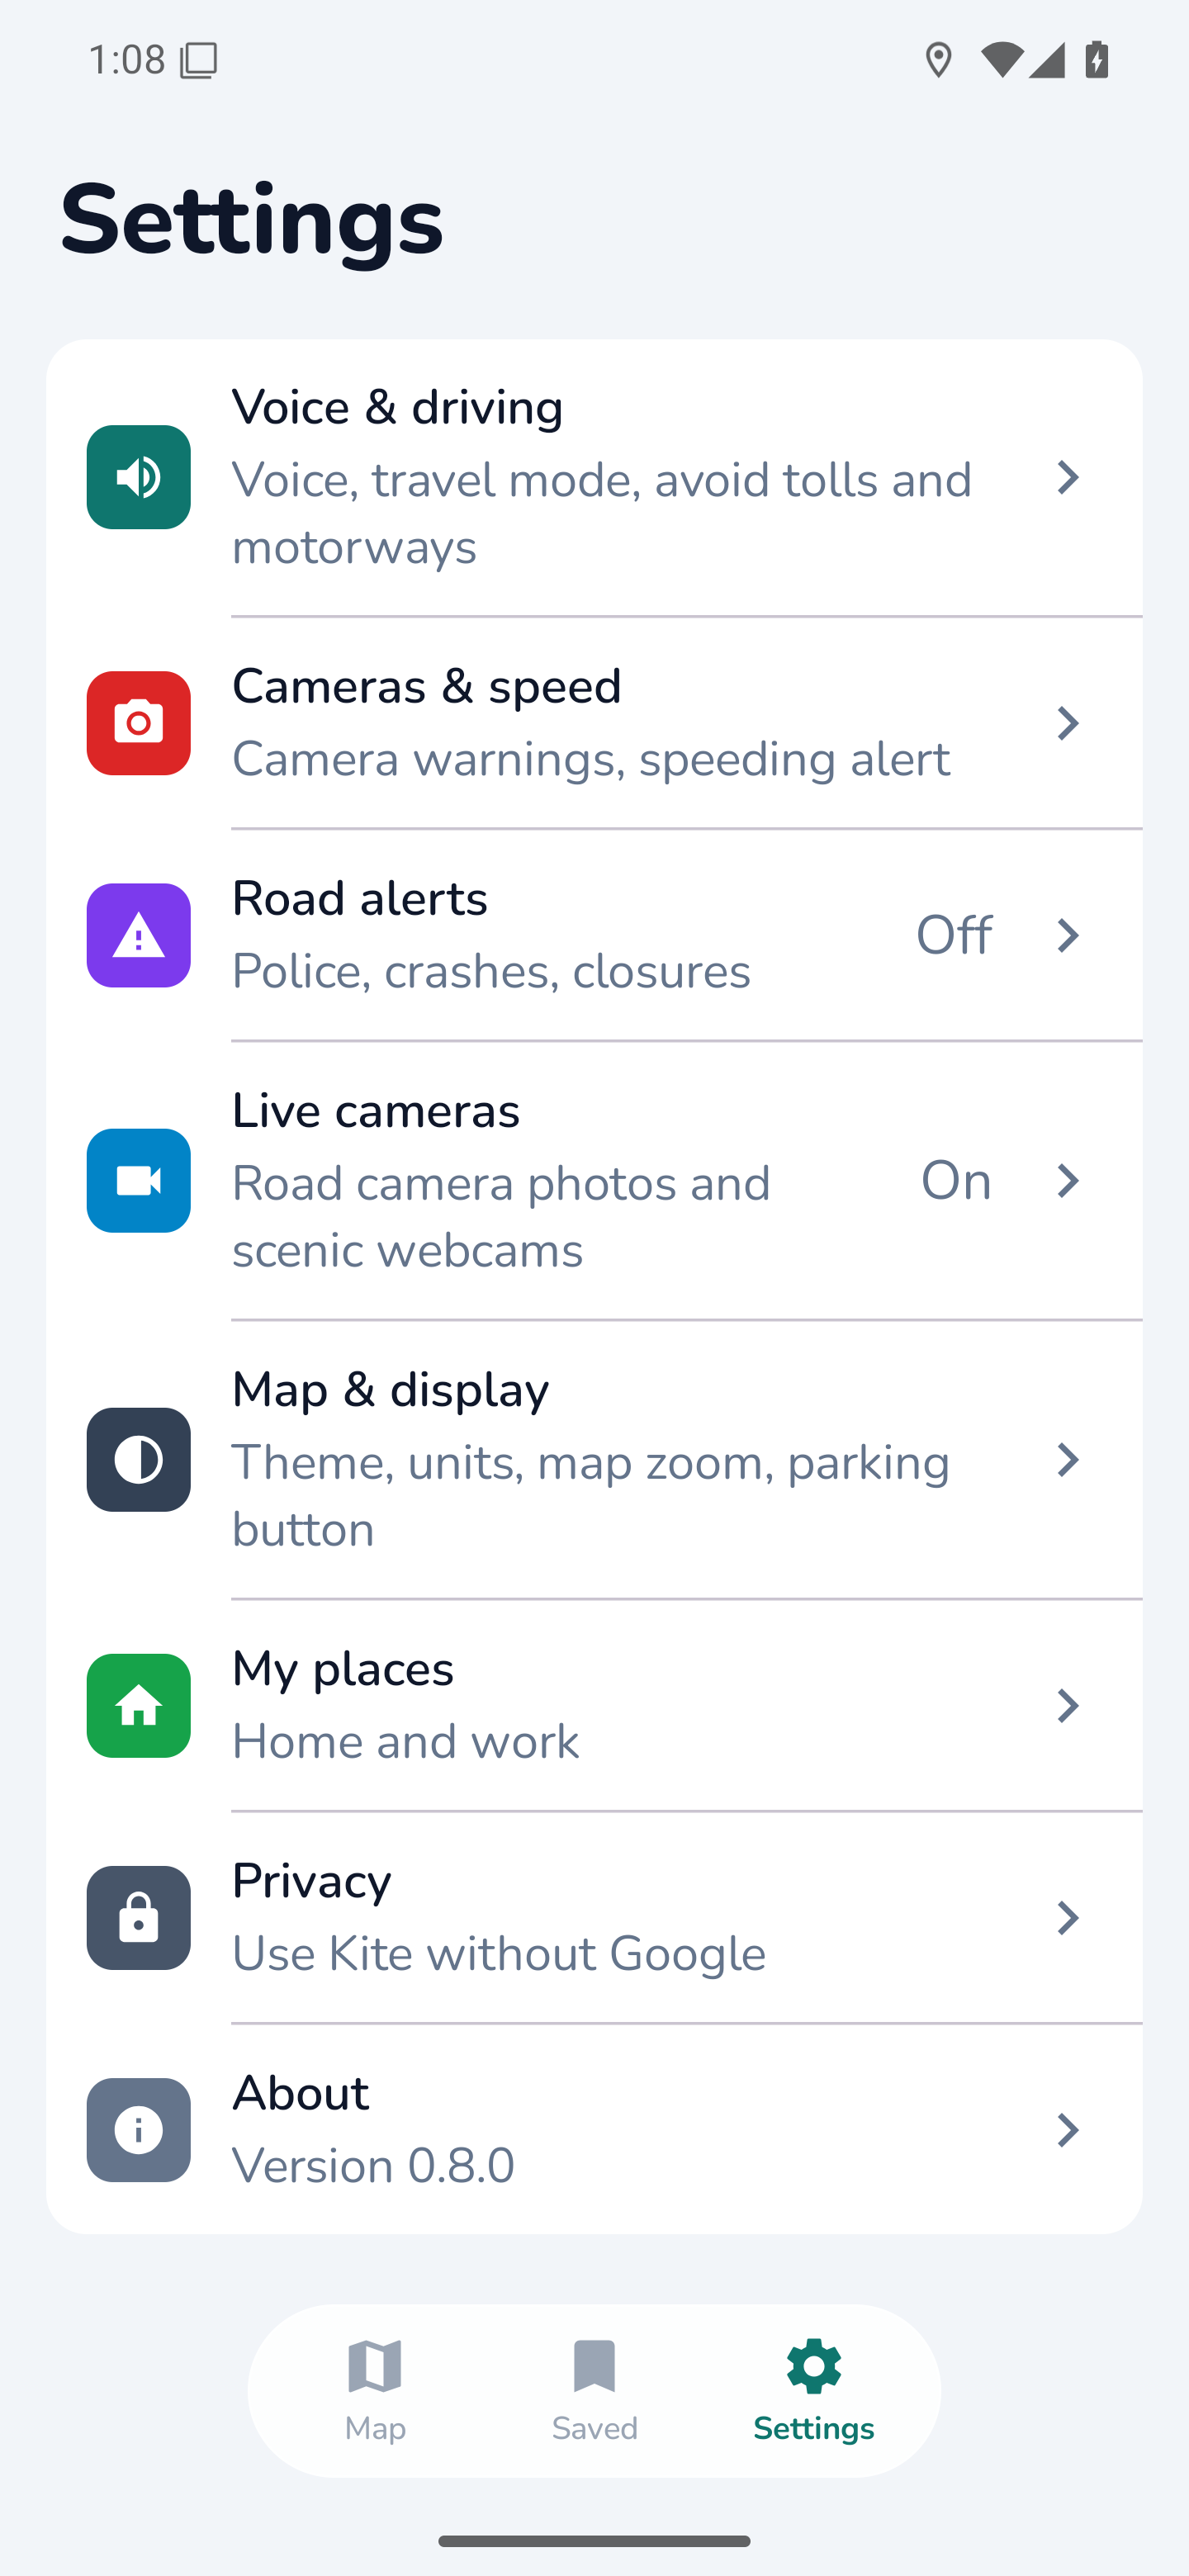 1:08
Settings
Voice & driving
Voice, travel mode, avoid tolls and
motorways
Cameras & speed
Camera warnings, speeding alert
Road alerts
Police, crashes, closures
Off
Live cameras
Road camera photos and
scenic webcams
On
Map & display
Theme, units, map zoom, parking
button
My places
Home and work
Privacy
Use Kite without Google
About
Version 0.8.0
Map
Saved
Settings